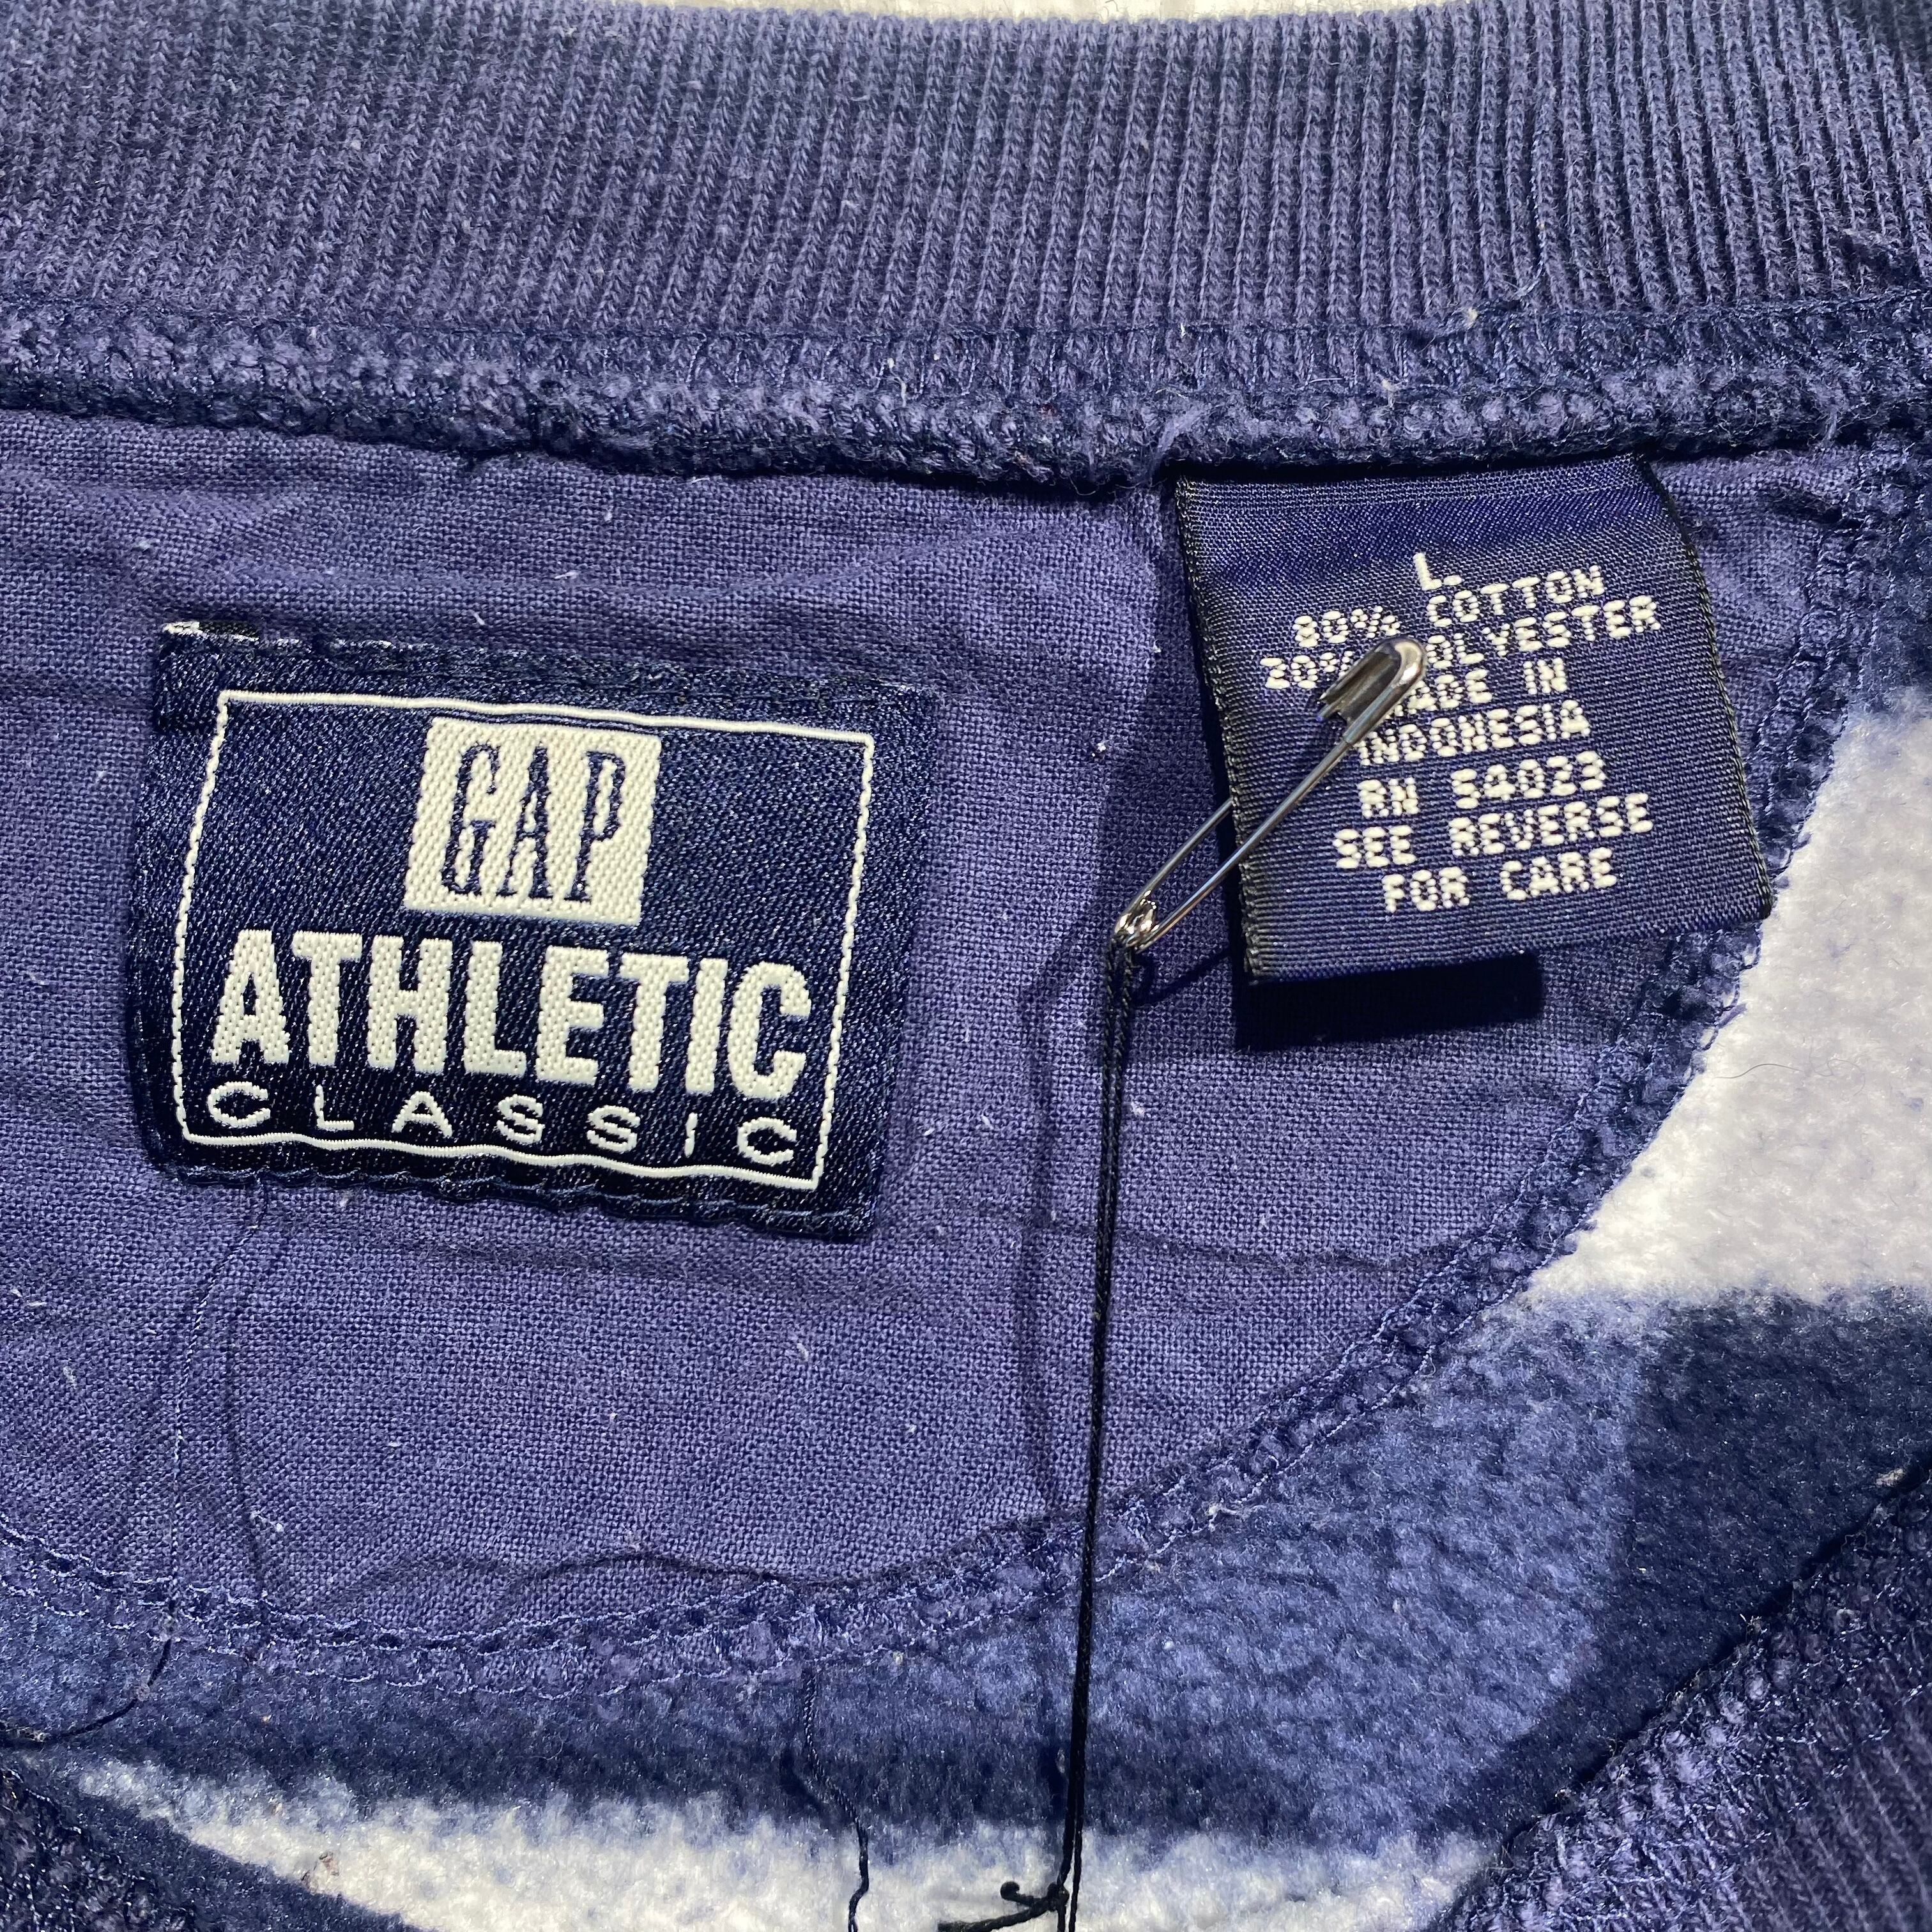 GAP
ATHLETIC
CLASSIC
L.
80% COTTON
20% POLYESTER
MADE IN
INDONESIA
RN 54023
SEE REVERSE
FOR CARE